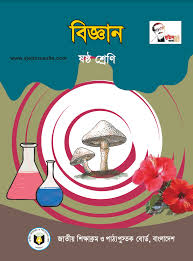 বিজ্ঞান
ষষ্ঠ শ্রেণি
জাতীয় শিক্ষাক্রম ও পাঠ্যপুস্তক বোর্ড, বাংলাদেশ